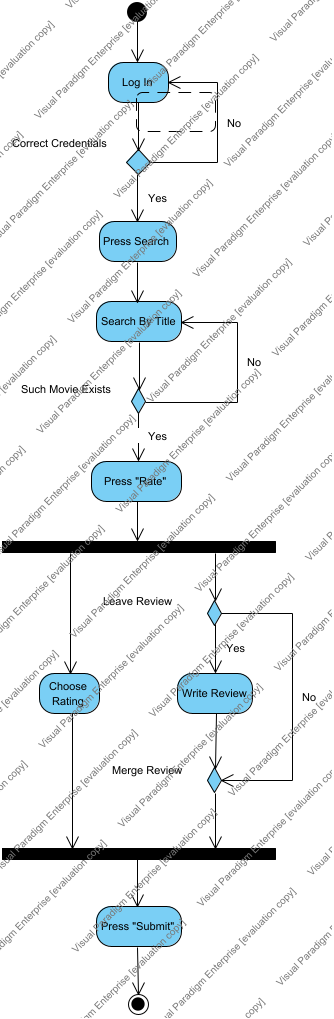 Log In
No
Correct Credentials
Yes
Press Search
Search By Title
No
Such Movie Exists
Yes
Press "Rate"
Leave Review
Yes
Choose
Rating
Write Review
No
Merge Review
Press "Submit"
Visual Paradigm Enterprise [evaluation copy]